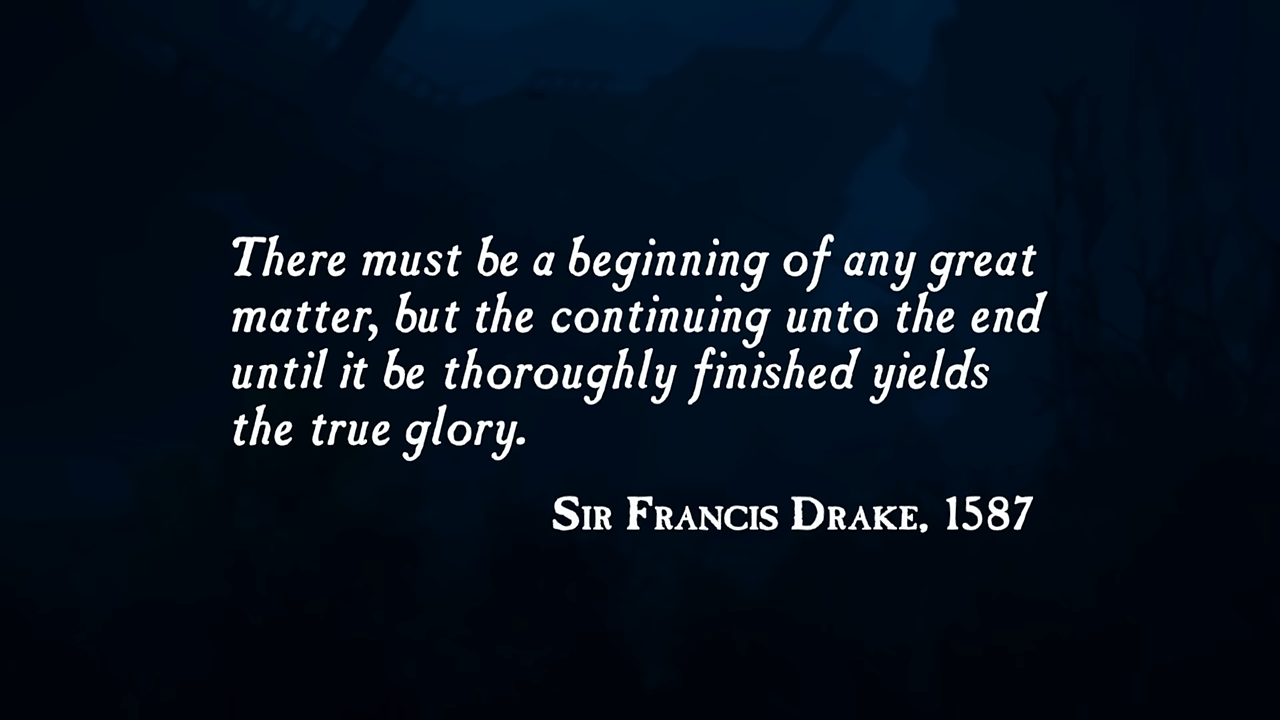 There must be a beginning of any great
matter, but the continuing unto the end
until it be thoroughly finished yields
the true glory.
Sir Francis Drake, 1587